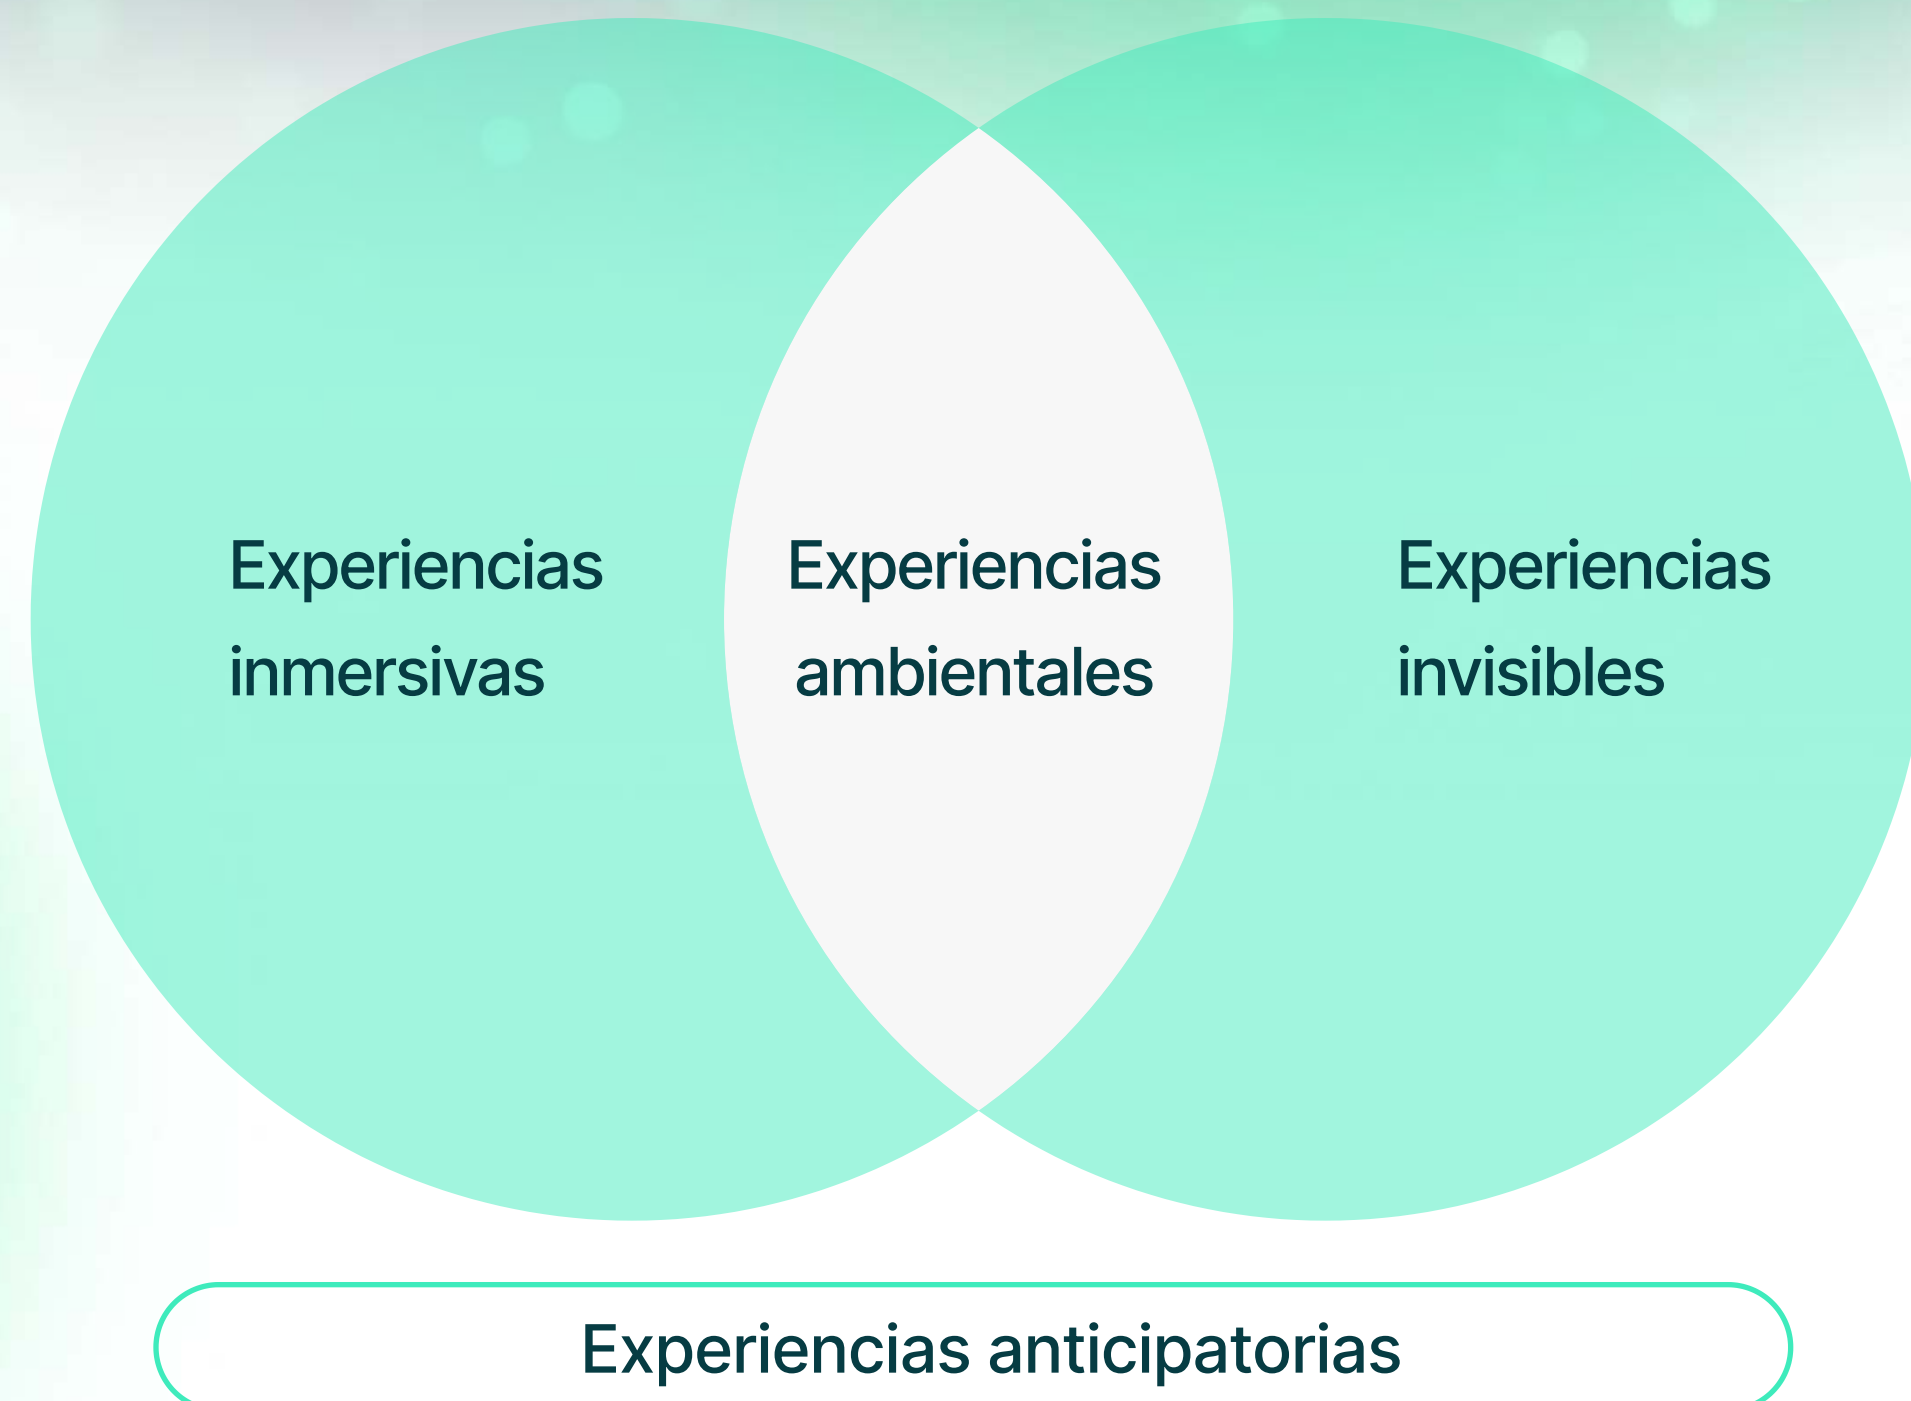 Experiencias
inmersivas
Experiencias
ambientales
Experiencias
invisibles
Experiencias anticipatorias